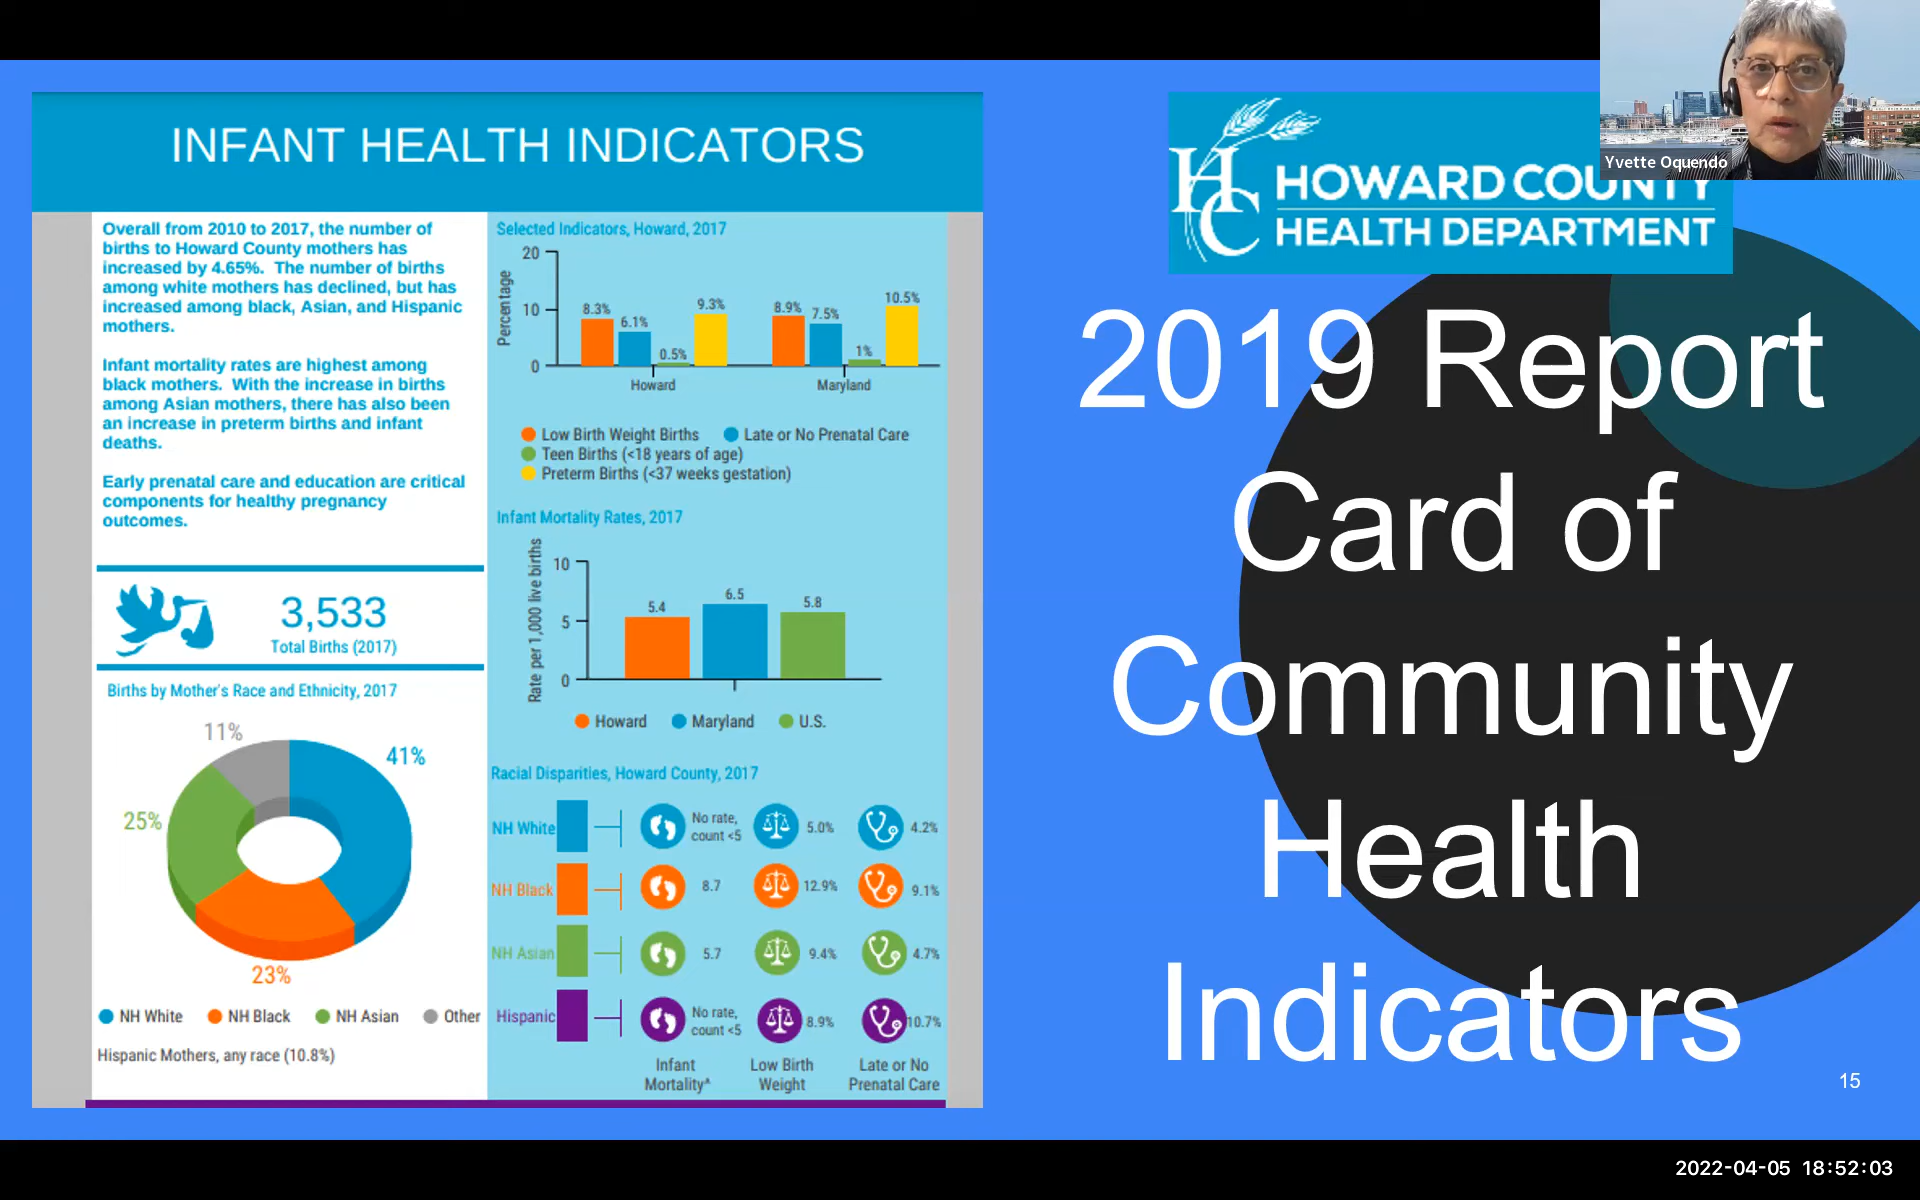 INFANT HEALTH INDICATORS
Overall from 2010 to 2017, the number of
births to Howard County mothers has
increased by 4.65%. The number of births
among white mothers has declined, but has
increased among black, Asian, and Hispanic
mothers.
Infant mortality rates are highest among
black mothers. With the increase in births
among Asian mothers, there has also been
an increase in preterm births and infant
deaths.
Early prenatal care and education are critical
components for healthy pregnancy
outcomes.
3,533
Total Births (2017)
Births by Mother's Race and Ethnicity, 2017
11%
41%
25%
23%
NH White NH Black NH Asian Other
Hispanic Mothers, any race (10.8%)
Selected Indicators, Howard, 2017
Percentage
20
10
0
8.3% 6.1% 0.5% 9.3% 8.9% 7.5% 1% 10.5%
Howard Maryland
Low Birth Weight Births Late or No Prenatal Care
Teen Births (<18 years of age)
Preterm Births (<37 weeks gestation)
Infant Mortality Rates, 2017
Rate per 1,000 live births
10
5
0
5.4 6.5 5.8
Howard Maryland U.S.
Racial Disparities, Howard County, 2017
NH White No rate, count <5 5.0% 4.2%
NH Black 8.7 12.9% 9.1%
NH Asian 5.7 9.4% 4.7%
Hispanic No rate, count <5 8.9% 10.7%
Infant Low Birth Late or No
Mortality^ Weight Prenatal Care
HC
HOWARD COUNTY
HEALTH DEPARTMENT
Yvette Oquendo
2019 Report
Card of
Community
Health
Indicators
15
2022-04-05 18:52:03